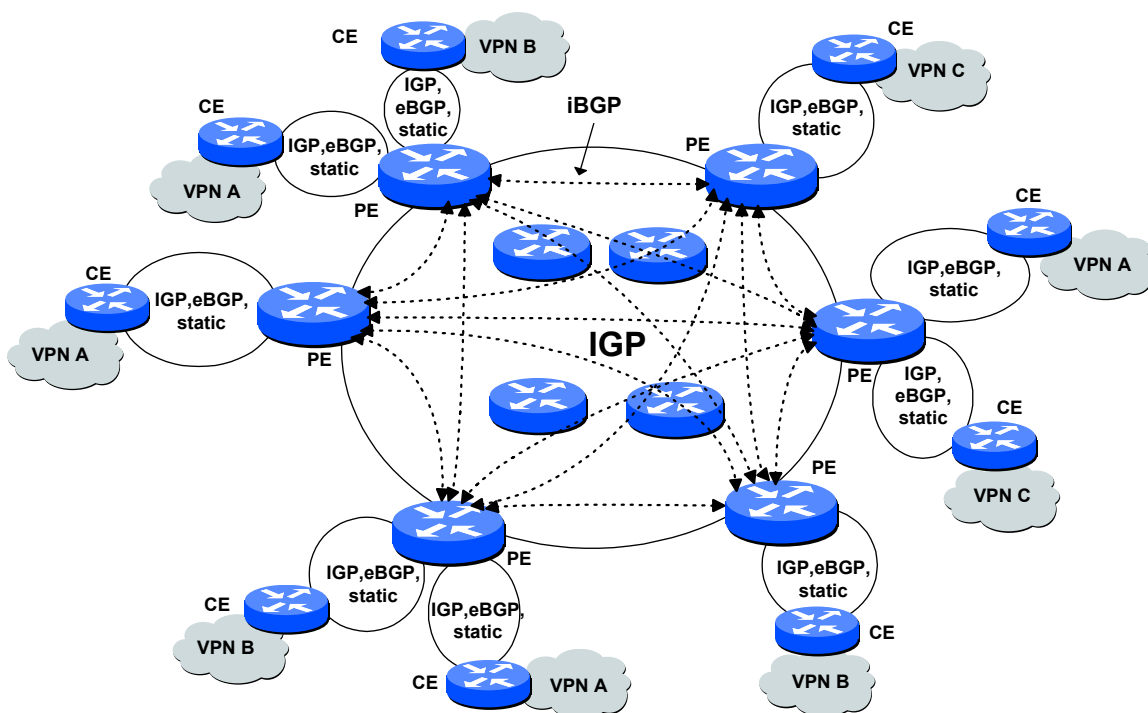 CE
VPN B
IGP,
eBGP,
static
CE
VPN C
IGP,eBGP,
static
iBGP
CE
IGP,eBGP,
static
VPN A
PE
PE
CE
IGP,eBGP,
static
VPN A
CE
IGP,eBGP,
static
VPN A
PE
IGP
PE
IGP,
eBGP,
static
CE
VPN C
PE
IGP,eBGP,
static
CE
VPN B
PE
IGP,eBGP,
static
CE
VPN B
IGP,eBGP,
static
CE
VPN A